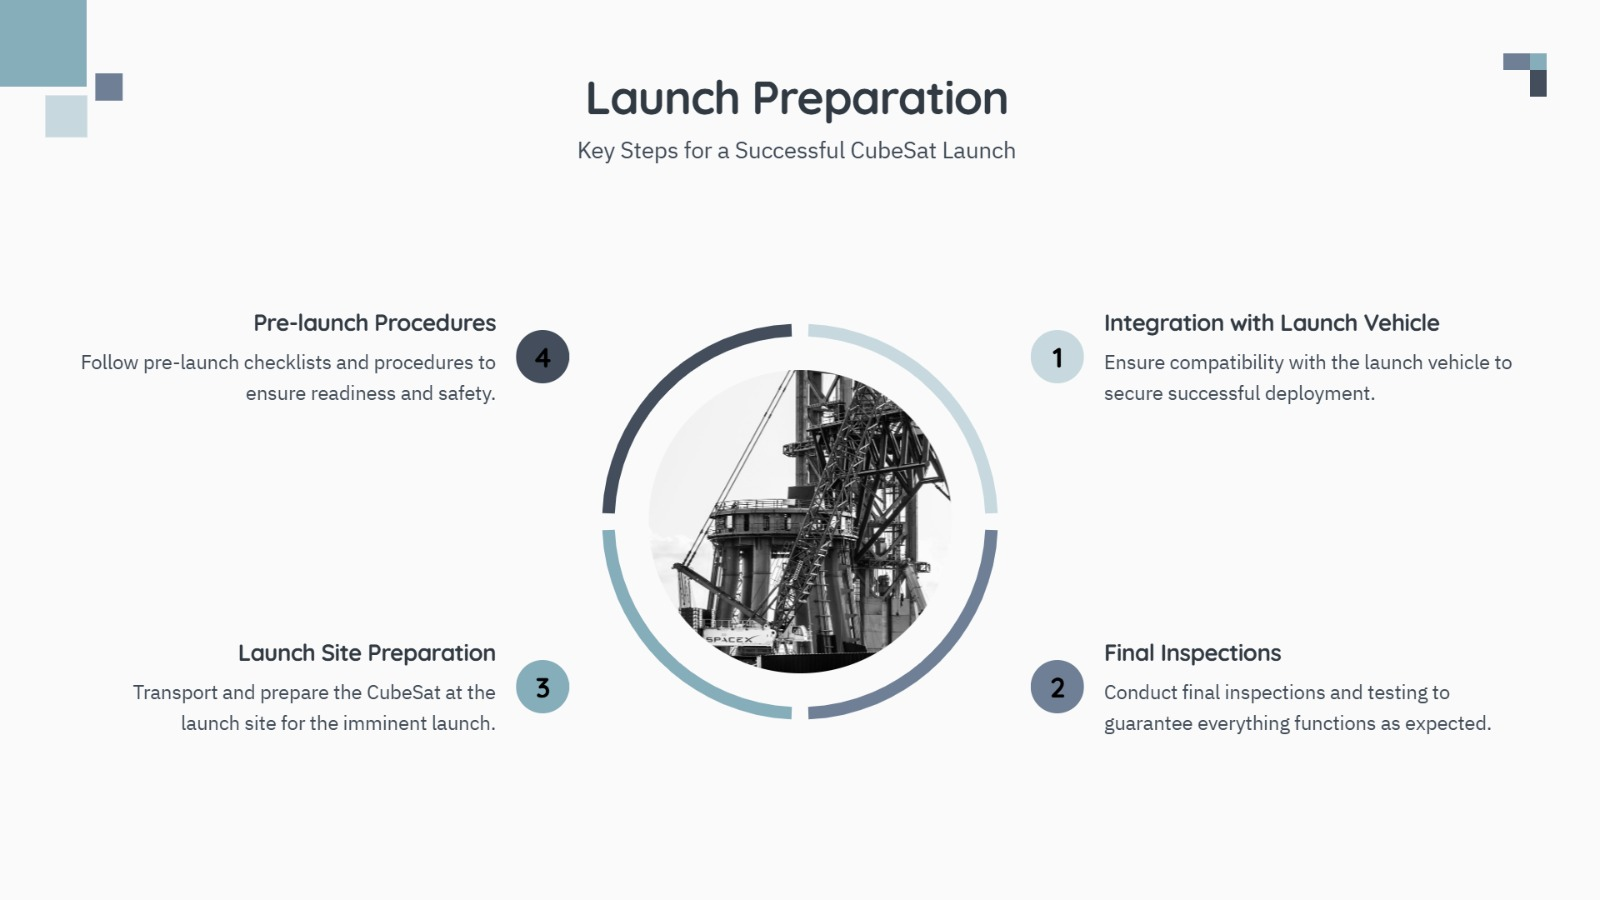 Launch Preparation
Key Steps for a Successful CubeSat Launch
1
Integration with Launch Vehicle
Ensure compatibility with the launch vehicle to
secure successful deployment.
2
Final Inspections
Conduct final inspections and testing to
guarantee everything functions as expected.
3
Launch Site Preparation
Transport and prepare the CubeSat at the
launch site for the imminent launch.
4
Pre-launch Procedures
Follow pre-launch checklists and procedures to
ensure readiness and safety.
SPACEX